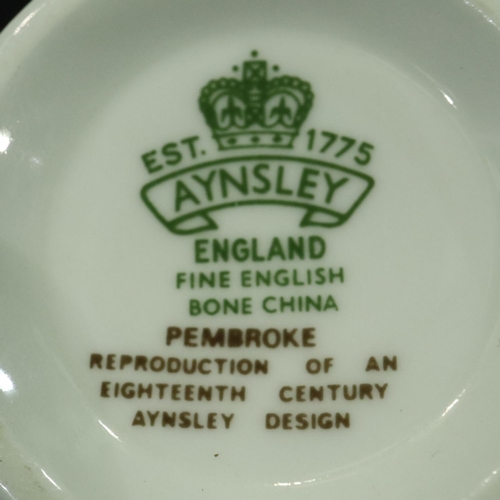 EST. 1775
AYNSLEY
ENGLAND
FINE ENGLISH
BONE CHINA
PEMBROKE
REPRODUCTION OF AN
EIGHTEENTH CENTURY
AYNSLEY DESIGN